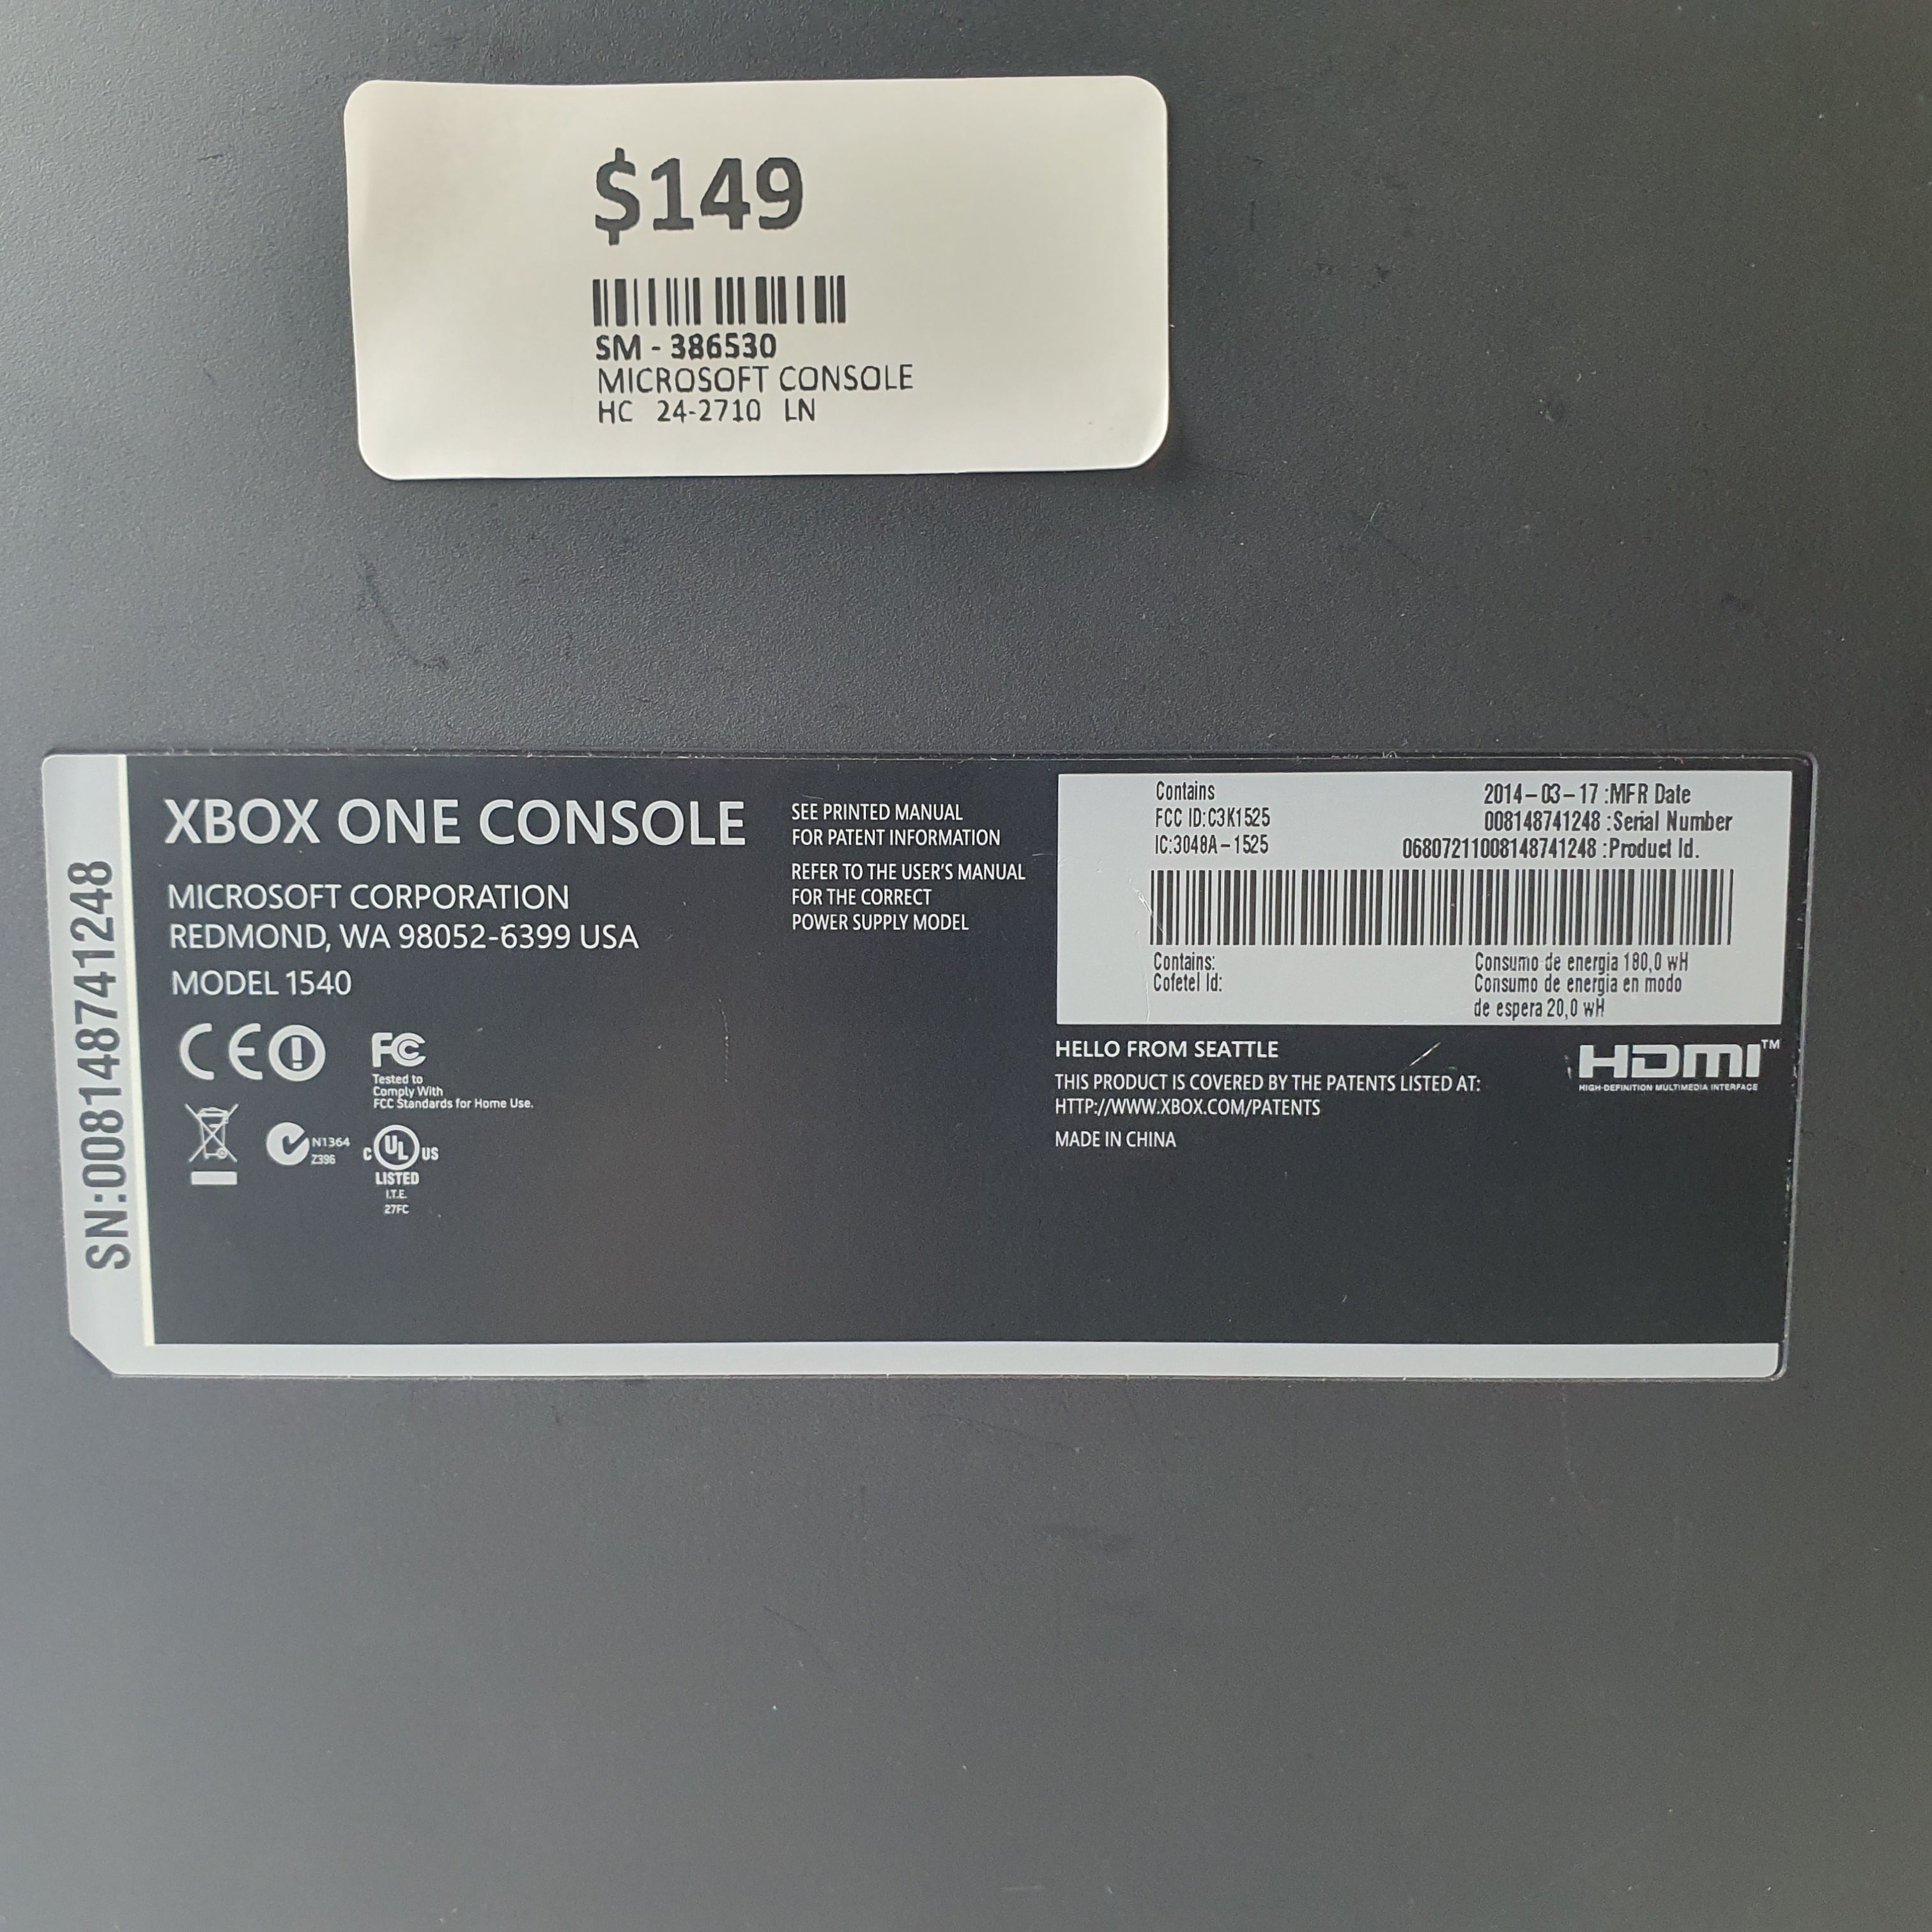 $149
SM - 386530
MICROSOFT CONSOLE
HC 24-2710 LN
SN:008148741248
XBOX ONE CONSOLE
MICROSOFT CORPORATION
REDMOND, WA 98052-6399 USA
MODEL 1540
CE
FC
Tested to
Comply With
FCC Standards for Home Use.
N1364
Z396
C UL US
LISTED
I.T.E.
27FC
SEE PRINTED MANUAL
FOR PATENT INFORMATION
REFER TO THE USER'S MANUAL
FOR THE CORRECT
POWER SUPPLY MODEL
Contains
FCC ID:C3K1525
IC:3048A-1525
2014-03-17 :MFR Date
008148741248 :Serial Number
06807211008148741248 :Product Id.
Contains:
Cofetel Id:
Consumo de energia 180,0 wH
Consumo de energia en modo
de espera 20,0 wH
HELLO FROM SEATTLE
THIS PRODUCT IS COVERED BY THE PATENTS LISTED AT:
HTTP://WWW.XBOX.COM/PATENTS
MADE IN CHINA
HDMI™
HIGH-DEFINITION MULTIMEDIA INTERFACE